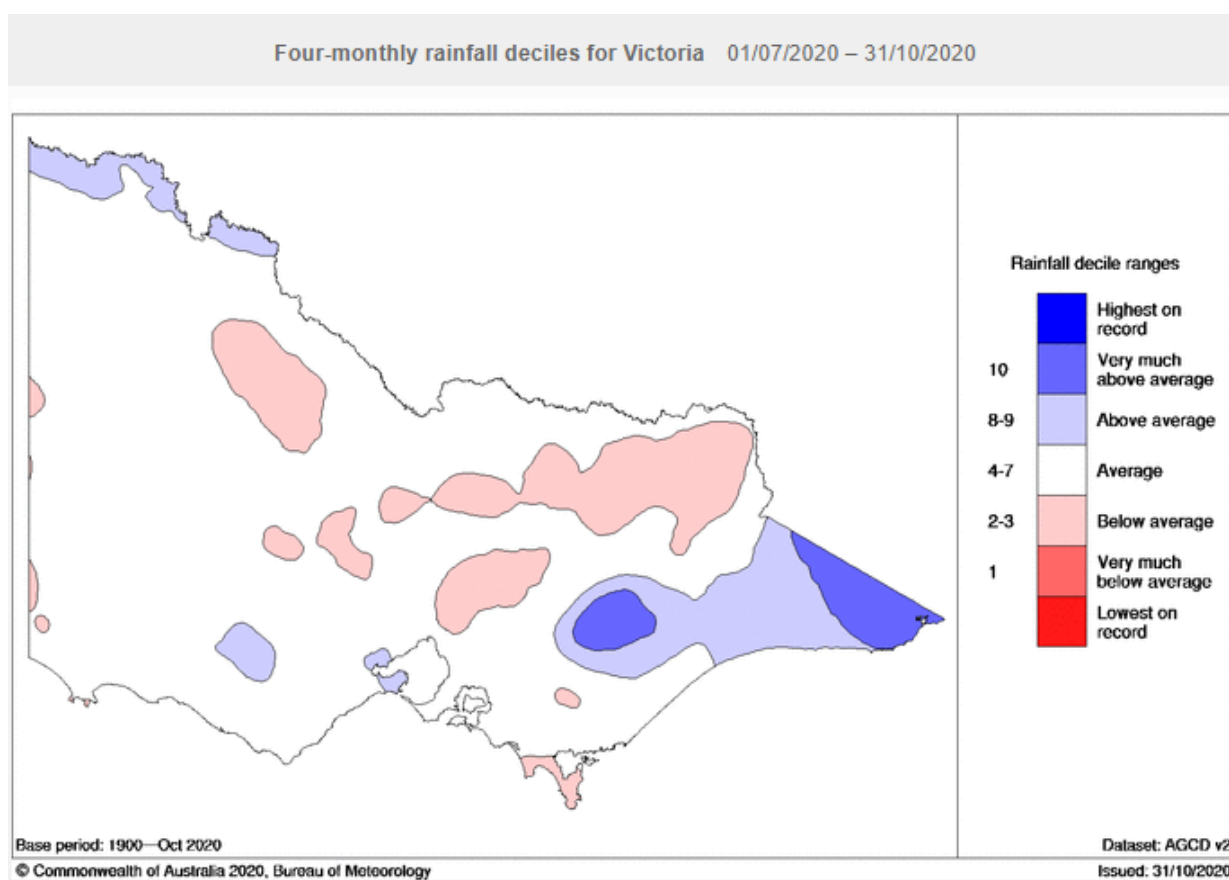 Four-monthly rainfall deciles for Victoria 01/07/2020 – 31/10/2020
Rainfall decile ranges
Highest on
record
10 Very much
above average
8-9 Above average
4-7 Average
2-3 Below average
1 Very much
below average
Lowest on
record
Base period: 1900—Oct 2020
Dataset: AGCD v2
© Commonwealth of Australia 2020, Bureau of Meteorology
Issued: 31/10/2020